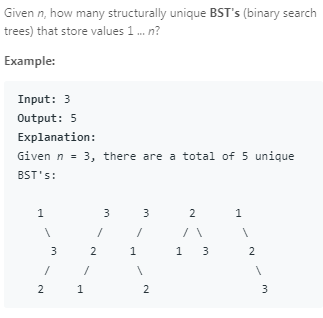 Given n, how many structurally unique BST's (binary search
trees) that store values 1 ... n?
Example:
Input: 3
Output: 5
Explanation:
Given n = 3, there are a total of 5 unique
BST's:
   1         3     3      2      1
    \       /     /      / \      \
     3     2     1      1   3      2
    /     /       \                 \
   2     1         2                 3